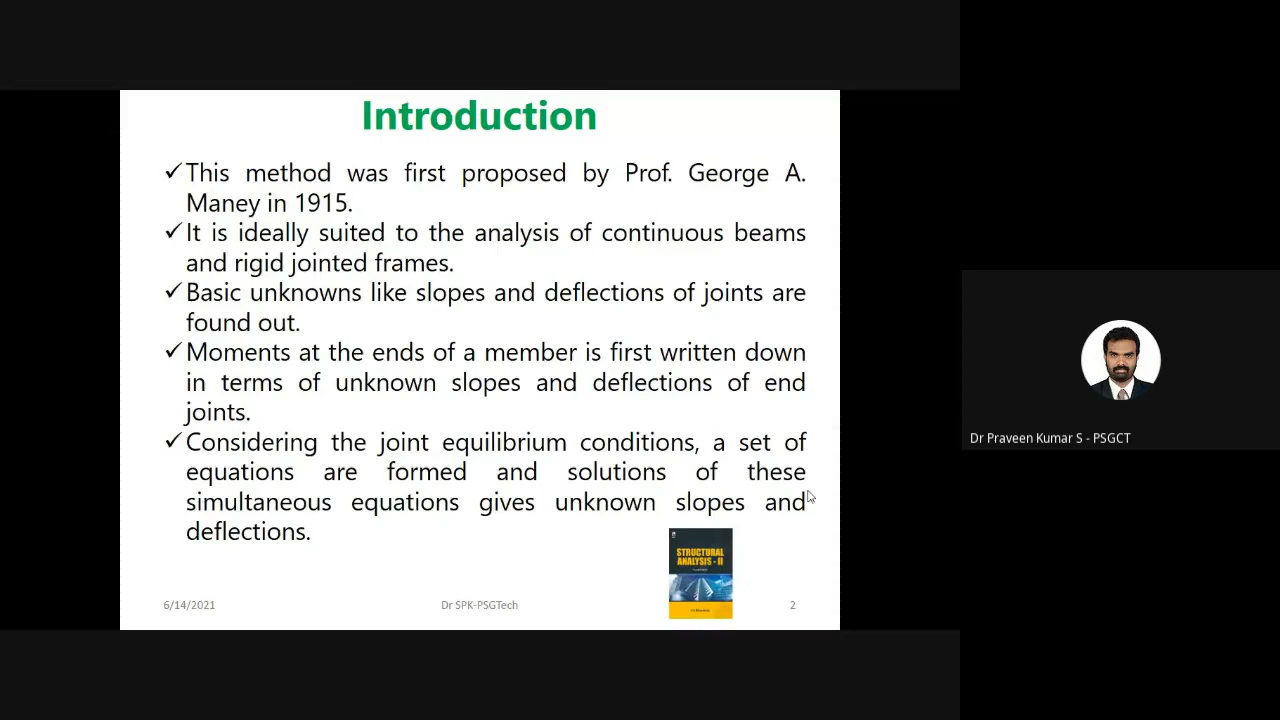 Introduction
✓This method was first proposed by Prof. George A.
Maney in 1915.
✓It is ideally suited to the analysis of continuous beams
and rigid jointed frames.
✓Basic unknowns like slopes and deflections of joints are
found out.
✓Moments at the ends of a member is first written down
in terms of unknown slopes and deflections of end
joints.
✓Considering the joint equilibrium conditions, a set of
equations are formed and solutions of these
simultaneous equations gives unknown slopes and
deflections.
STRUCTURAL
ANALYSIS - II
6/14/2021
Dr SPK-PSGTech
2
Dr Praveen Kumar S - PSGCT